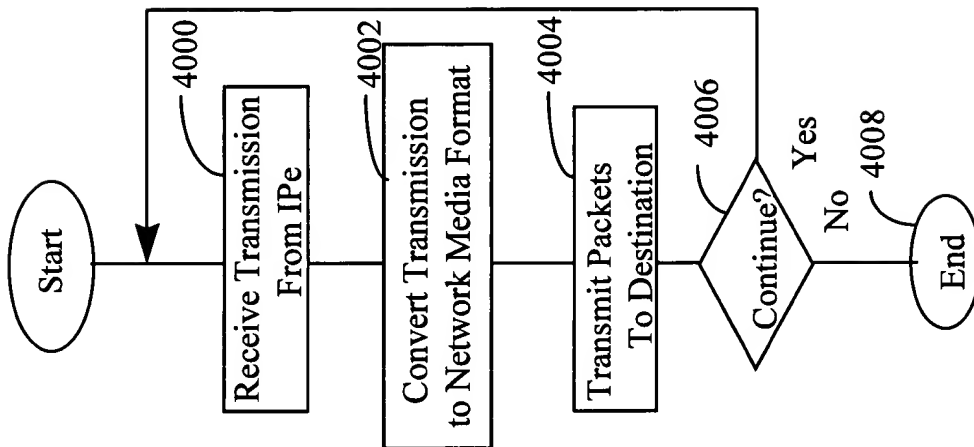 Start
4000
Receive Transmission
From IPe
4002
Convert Transmission
to Network Media Format
4004
Transmit Packets
To Destination
4006
Continue?
Yes
No
4008
End